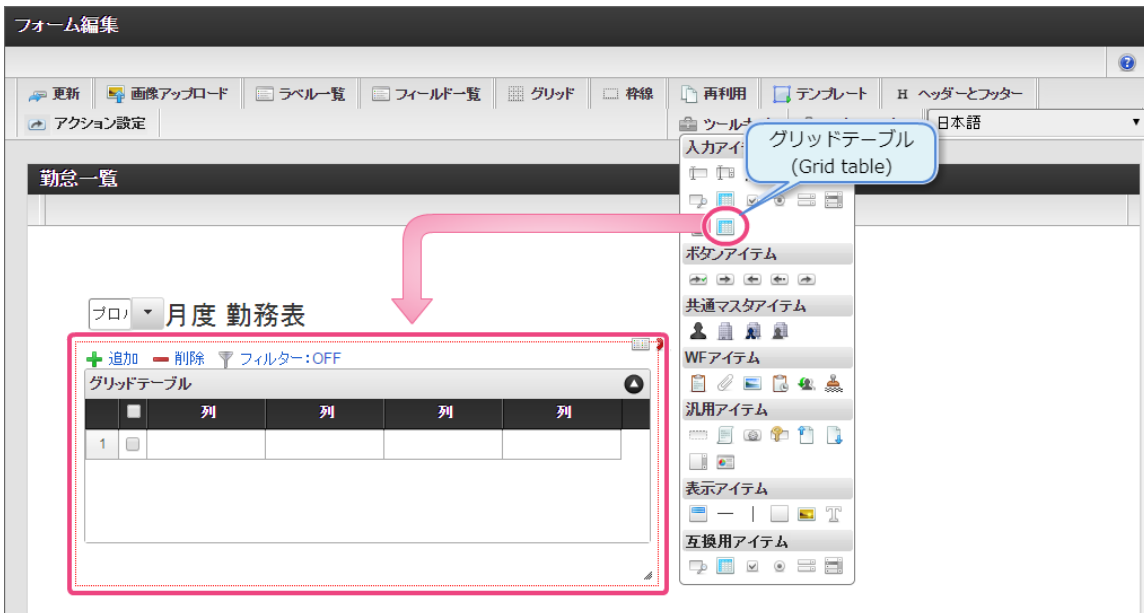 フォーム編集
更新
画像アップロード
ラベル一覧
フィールド一覧
グリッド
枠線
再利用
テンプレート
H ヘッダーとフッター
アクション設定
日本語
グリッドテーブル
(Grid table)
勤怠一覧
月度 勤務表
追加
削除
フィルター:OFF
グリッドテーブル
列 列 列 列
1
ボタンアイテム
共通マスタアイテム
WFアイテム
汎用アイテム
表示アイテム
T
互換用アイテム